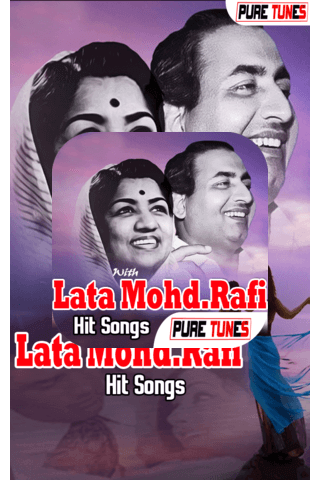 PURE TUNES
With
Lata Mohd.Rafi
Hit Songs
PURE TUNES
Lata Mohd.Rafi
Hit Songs